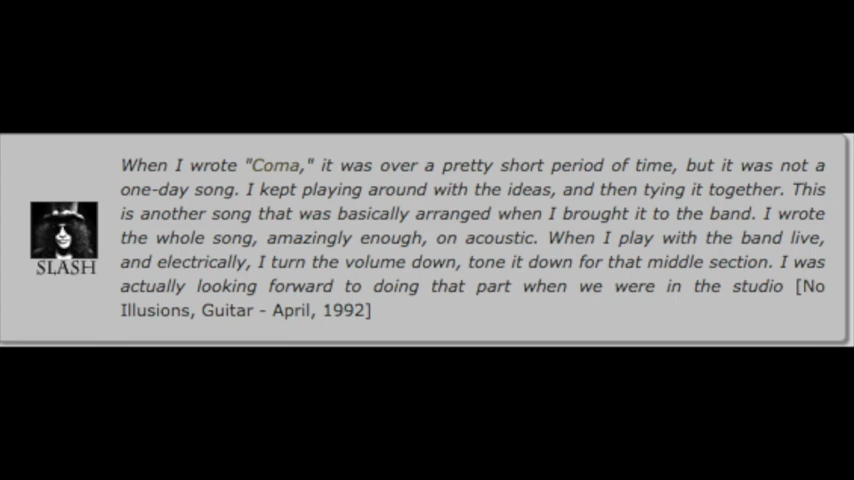 When I wrote "Coma," it was over a pretty short period of time, but it was not a
one-day song. I kept playing around with the ideas, and then tying it together. This
is another song that was basically arranged when I brought it to the band. I wrote
the whole song, amazingly enough, on acoustic. When I play with the band live,
and electrically, I turn the volume down, tone it down for that middle section. I was
actually looking forward to doing that part when we were in the studio [No
Illusions, Guitar - April, 1992]
SLASH